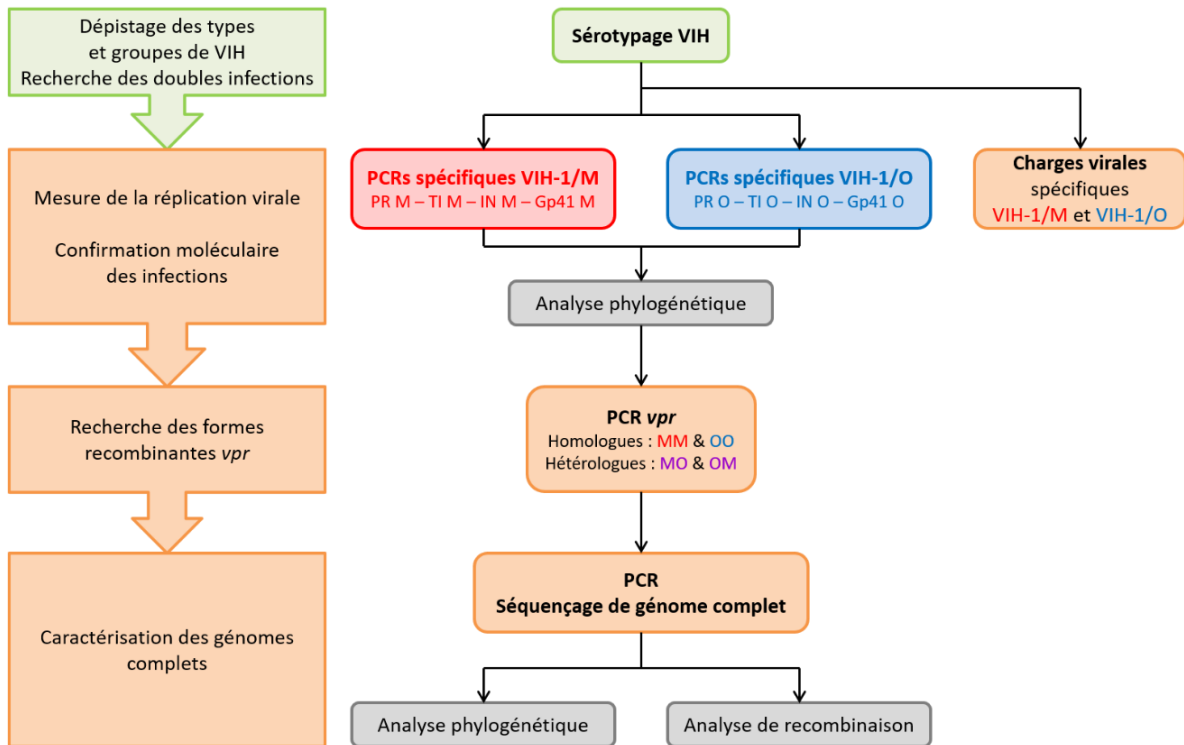 Dépistage des types
et groupes de VIH
Recherche des doubles infections
Sérotypage VIH
Mesure de la réplication virale
Confirmation moléculaire
des infections
PCRs spécifiques VIH-1/M
PR M – TI M – IN M – Gp41 M
PCRs spécifiques VIH-1/O
PR O – TI O – IN O – Gp41 O
Charges virales
spécifiques
VIH-1/M et VIH-1/O
Analyse phylogénétique
Recherche des formes
recombinantes vpr
PCR vpr
Homologues : MM & OO
Hétérologues : MO & OM
Caractérisation des génomes
complets
PCR
Séquençage de génome complet
Analyse phylogénétique
Analyse de recombinaison